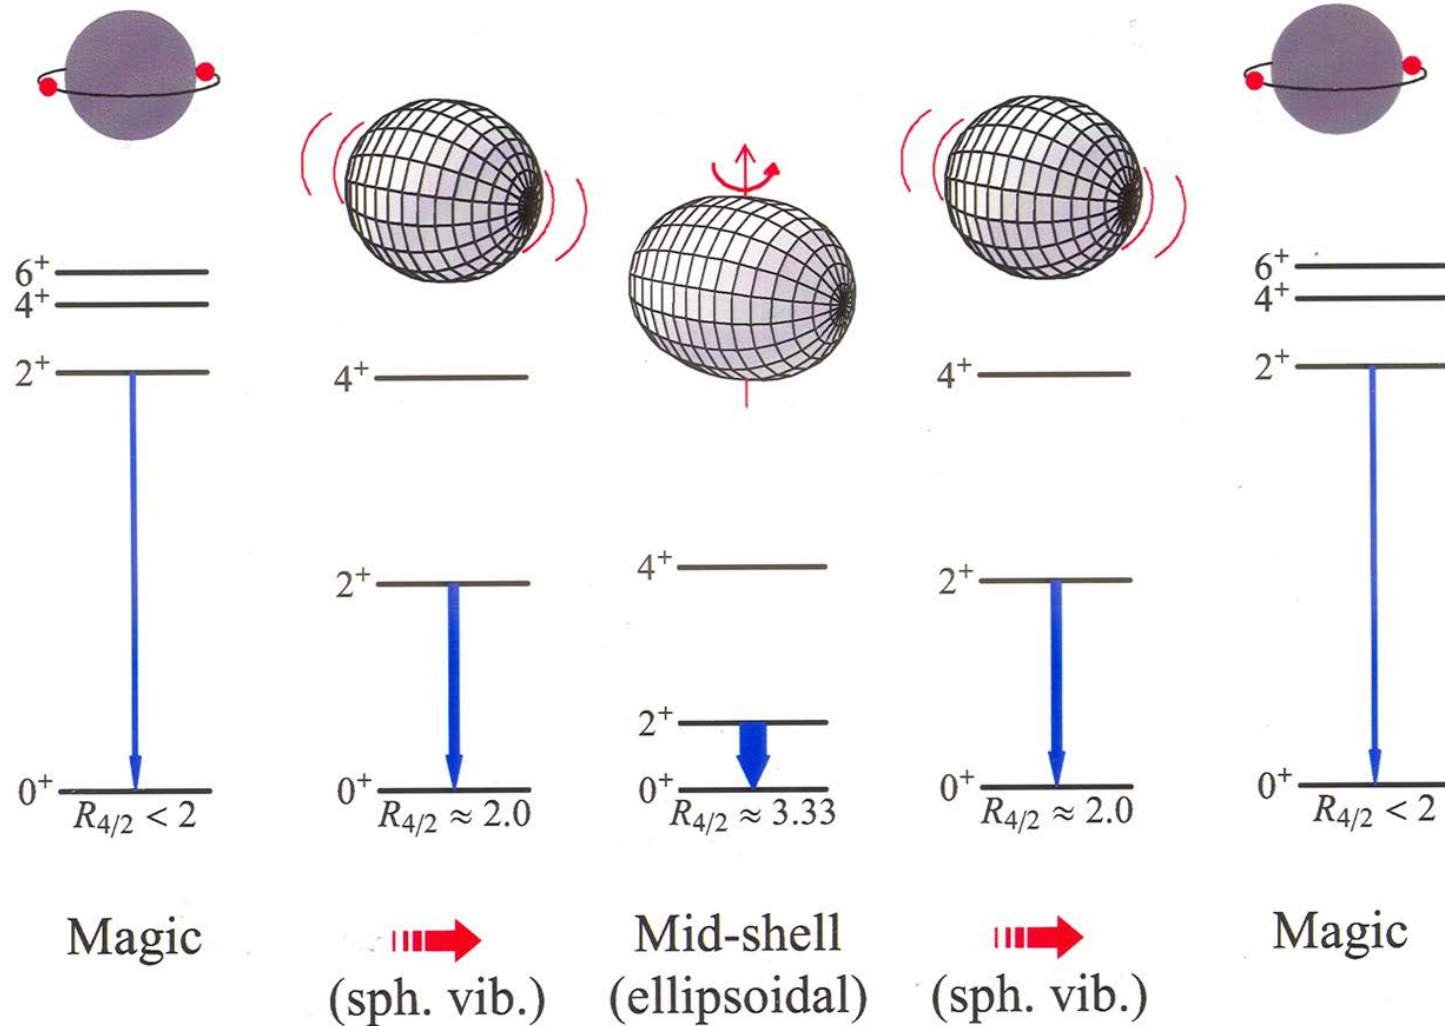 6⁺
4⁺
2⁺
0⁺
R₄/₂ < 2
4⁺
2⁺
0⁺
R₄/₂ ≈ 2.0
4⁺
2⁺
0⁺
R₄/₂ ≈ 3.33
4⁺
2⁺
0⁺
R₄/₂ ≈ 2.0
6⁺
4⁺
2⁺
0⁺
R₄/₂ < 2
Magic
(sph. vib.)
Mid-shell
(ellipsoidal)
(sph. vib.)
Magic